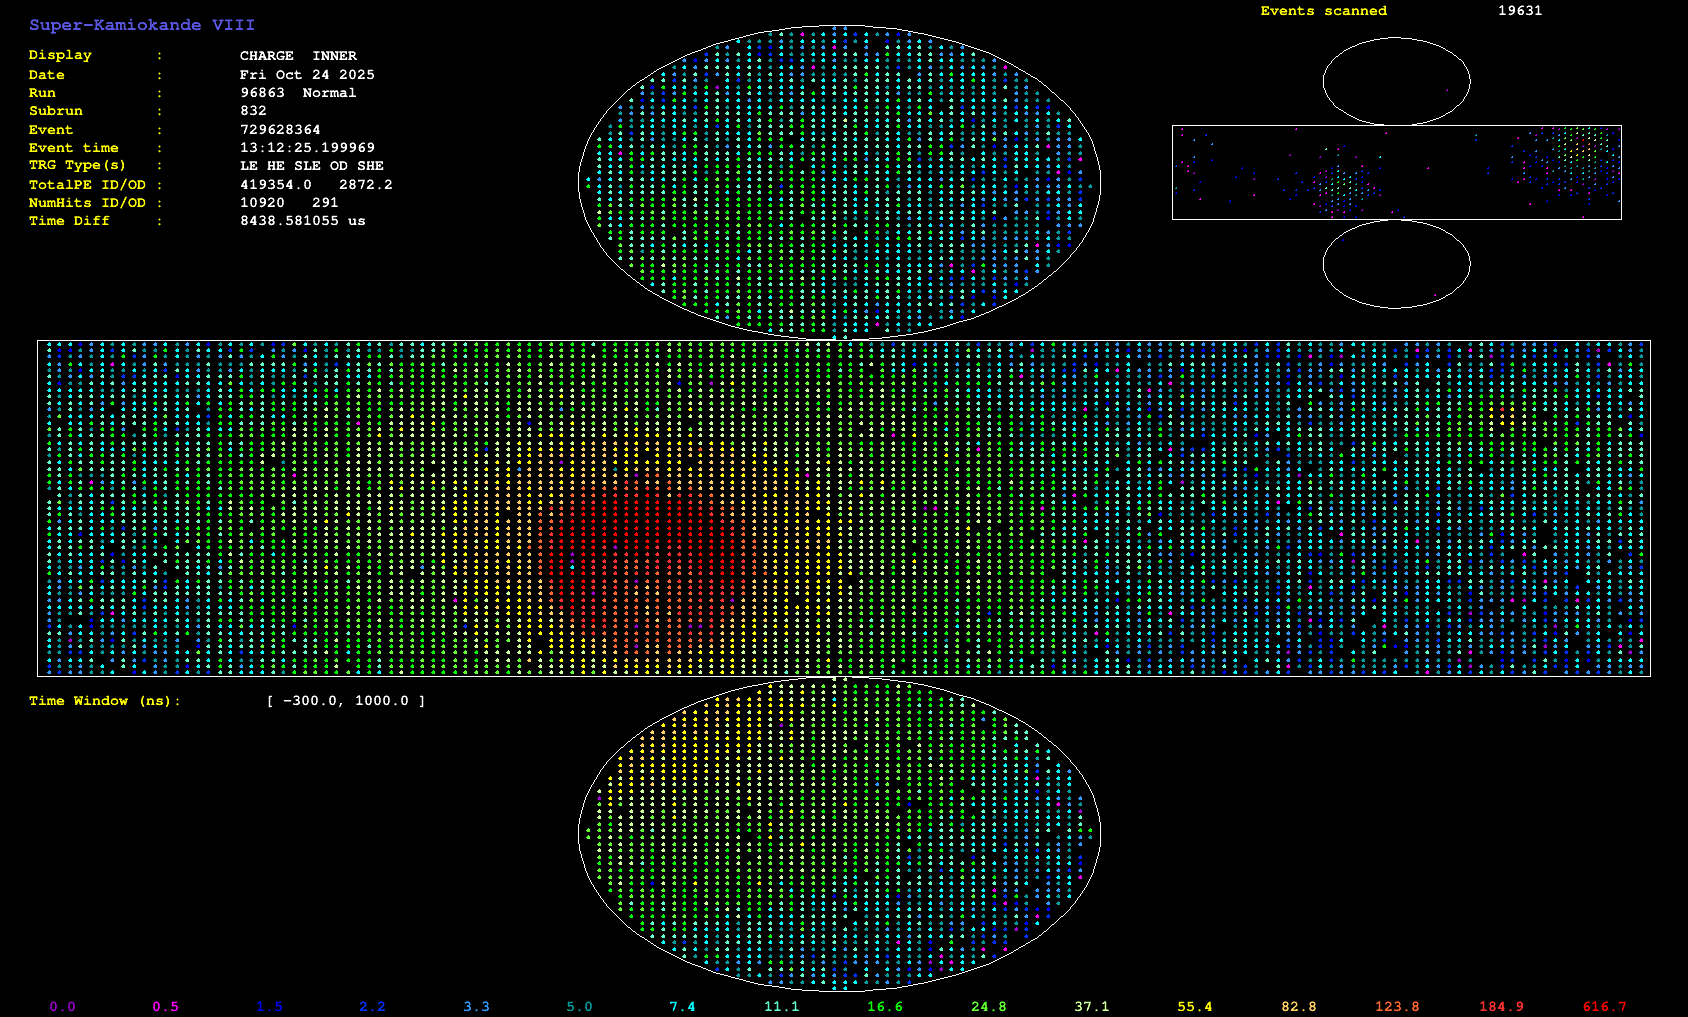 Super-Kamiokande VIII
Events scanned 19631
Display : CHARGE INNER
Date : Fri Oct 24 2025
Run : 96863 Normal
Subrun : 832
Event : 729628364
Event time : 13:12:25.199969
TRG Type(s) : LE HE SLE OD SHE
TotalPE ID/OD : 419354.0 2872.2
NumHits ID/OD : 10920 291
Time Diff : 8438.581055 us
Time Window (ns): [ -300.0, 1000.0 ]
0.0 0.5 1.5 2.2 3.3 5.0 7.4 11.1 16.6 24.8 37.1 55.4 82.8 123.8 184.9 616.7